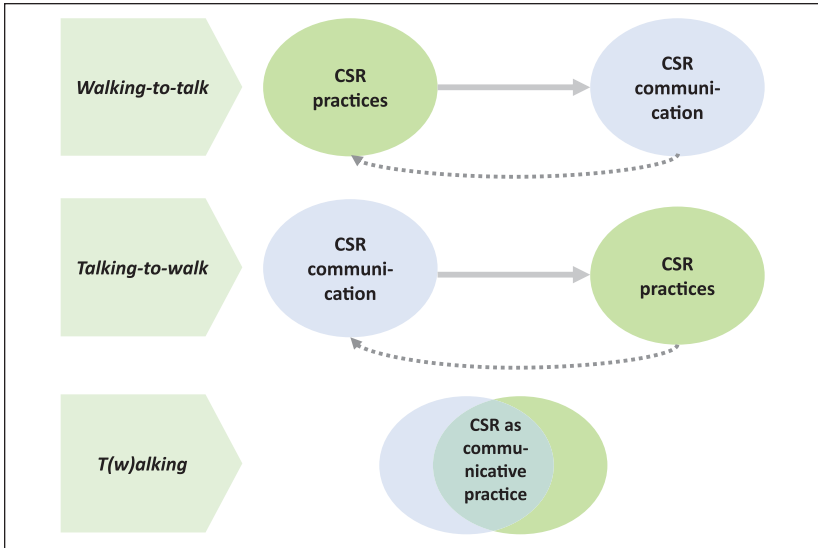 Walking-to-talk
CSR
practices
CSR
communi-
cation
Talking-to-walk
CSR
communi-
cation
CSR
practices
T(w)alking
CSR as
commu-
nicative
practice